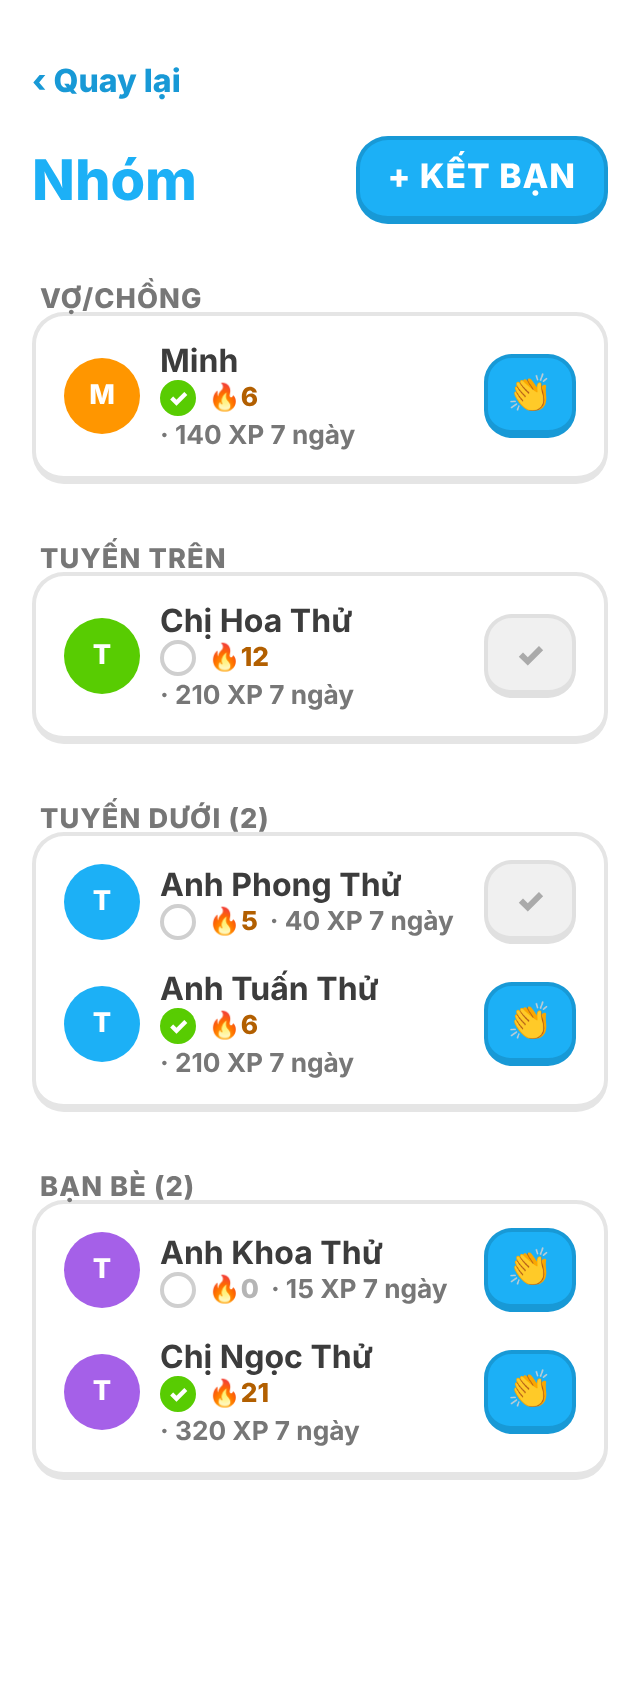 ‹ Quay lại
Nhóm
+ KẾT BẠN
VỢ/CHỒNG
M
Minh
🔥6
· 140 XP 7 ngày
TUYẾN TRÊN
T
Chị Hoa Thử
🔥12
· 210 XP 7 ngày
TUYẾN DƯỚI (2)
T
Anh Phong Thử
🔥5 · 40 XP 7 ngày
T
Anh Tuấn Thử
🔥6
· 210 XP 7 ngày
BẠN BÈ (2)
T
Anh Khoa Thử
🔥0 · 15 XP 7 ngày
T
Chị Ngọc Thử
🔥21
· 320 XP 7 ngày